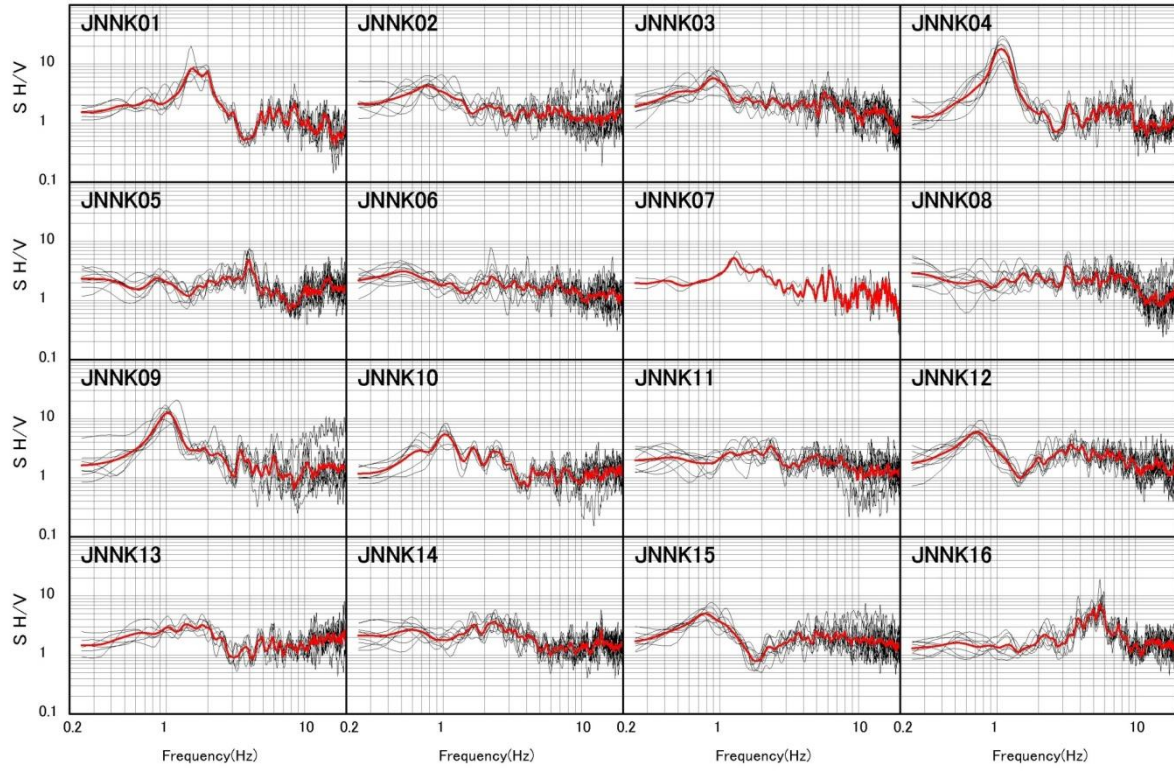 JNNK01 JNNK02 JNNK03 JNNK04
10
S H/V
1
0.1
JNNK05 JNNK06 JNNK07 JNNK08
10
S H/V
1
0.1
JNNK09 JNNK10 JNNK11 JNNK12
10
S H/V
1
0.1
JNNK13 JNNK14 JNNK15 JNNK16
10
S H/V
1
0.1
0.2 1 10 0.2 1 10 0.2 1 10 0.2 1 10
Frequency(Hz) Frequency(Hz) Frequency(Hz) Frequency(Hz)